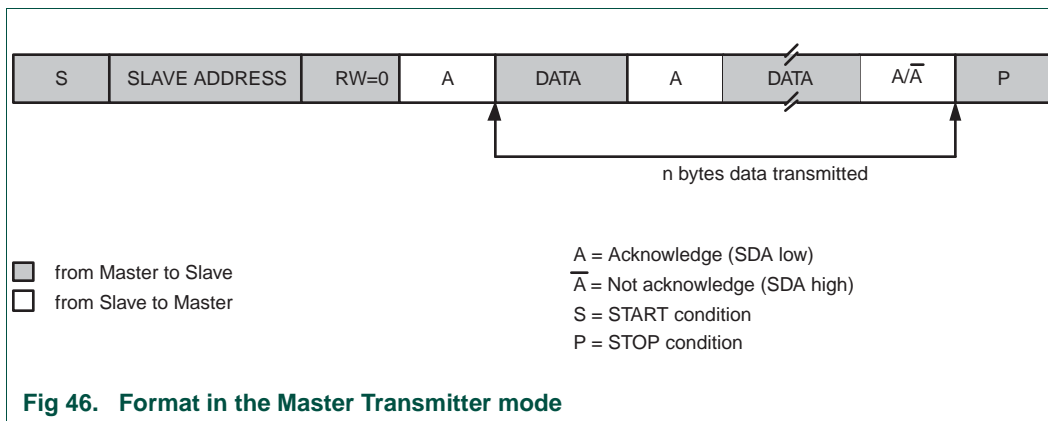 S SLAVE ADDRESS RW=0 A DATA A DATA A/A̅ P
n bytes data transmitted
from Master to Slave
from Slave to Master
A = Acknowledge (SDA low)
A̅ = Not acknowledge (SDA high)
S = START condition
P = STOP condition
Fig 46. Format in the Master Transmitter mode